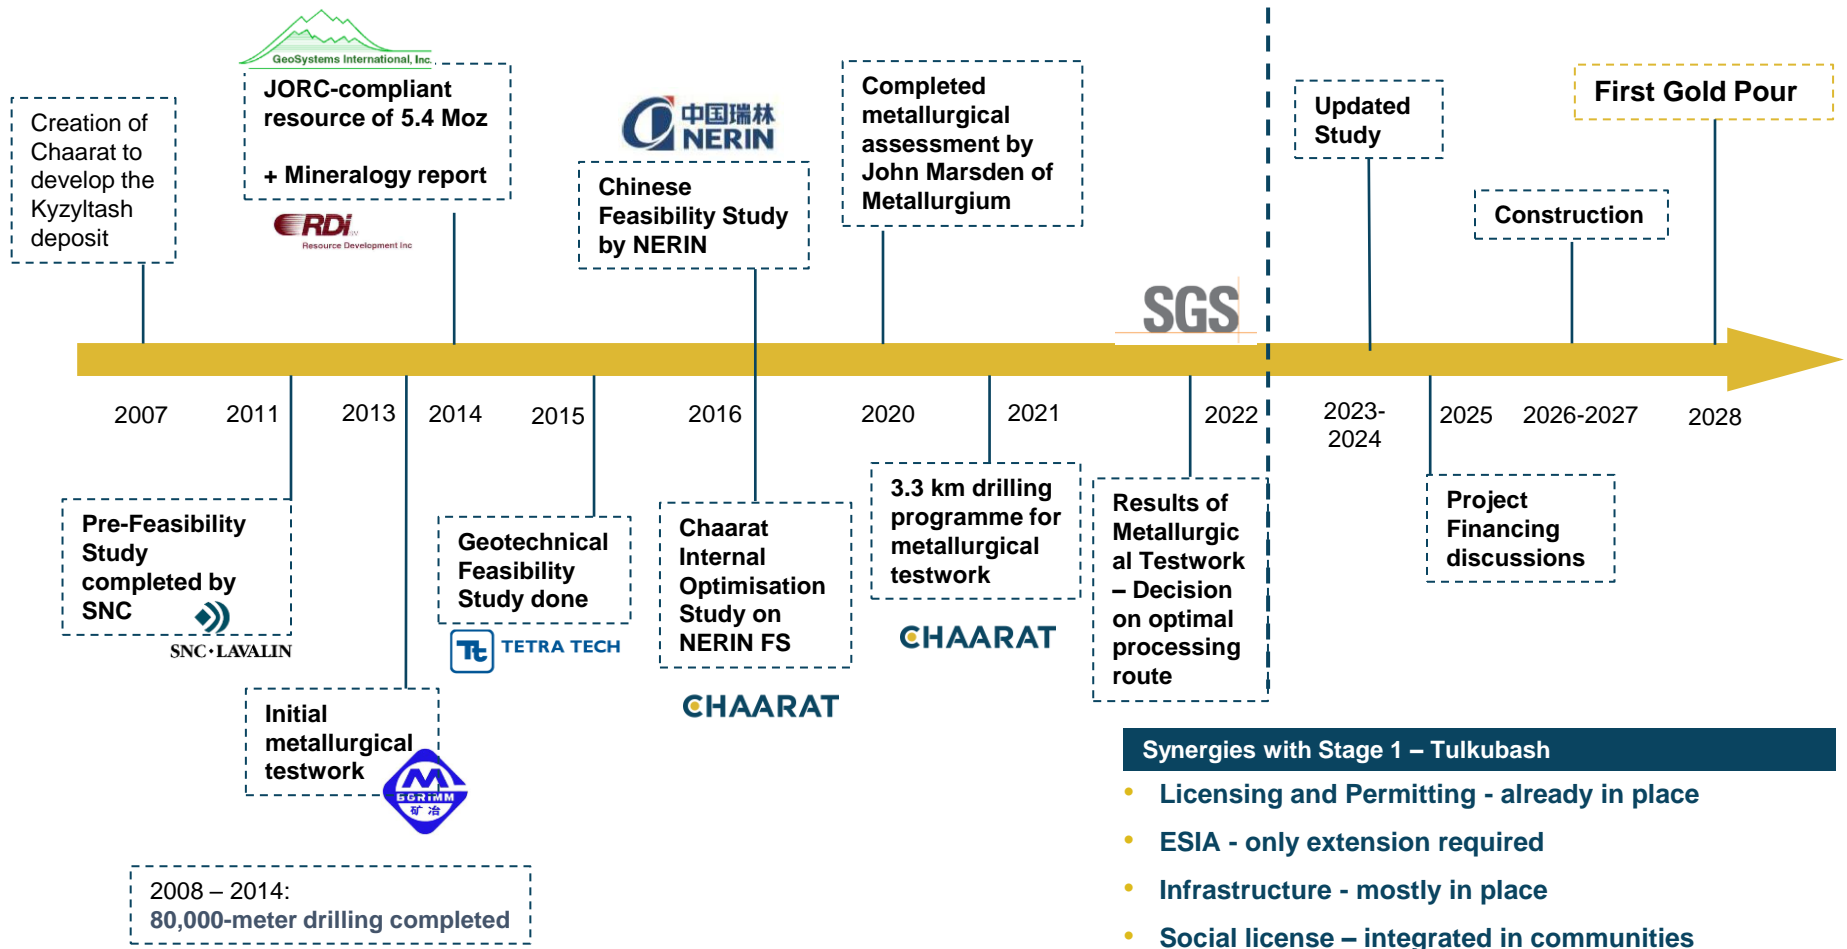 GeoSystems International, Inc.
Creation of
Chaarat to
develop the
Kyzyltash
deposit
JORC-compliant
resource of 5.4 Moz
+ Mineralogy report
RDi
Resource Development Inc
中国瑞林
NERIN
Chinese
Feasibility Study
by NERIN
Completed
metallurgical
assessment by
John Marsden of
Metallurgium
SGS
Updated
Study
Construction
First Gold Pour
2007
2011
2013
2014
2015
2016
2020
2021
2022
2023-
2024
2025
2026-2027
2028
Pre-Feasibility
Study
completed by
SNC
SNC•LAVALIN
Initial
metallurgical
testwork
BGRIMM
矿冶
Geotechnical
Feasibility
Study done
Tt
TETRA TECH
Chaarat
Internal
Optimisation
Study on
NERIN FS
CHAARAT
3.3 km drilling
programme for
metallurgical
testwork
CHAARAT
Results of
Metallurgic
al Testwork
– Decision
on optimal
processing
route
Project
Financing
discussions
2008 – 2014:
80,000-meter drilling completed
Synergies with Stage 1 – Tulkubash
• Licensing and Permitting - already in place
• ESIA - only extension required
• Infrastructure - mostly in place
• Social license – integrated in communities